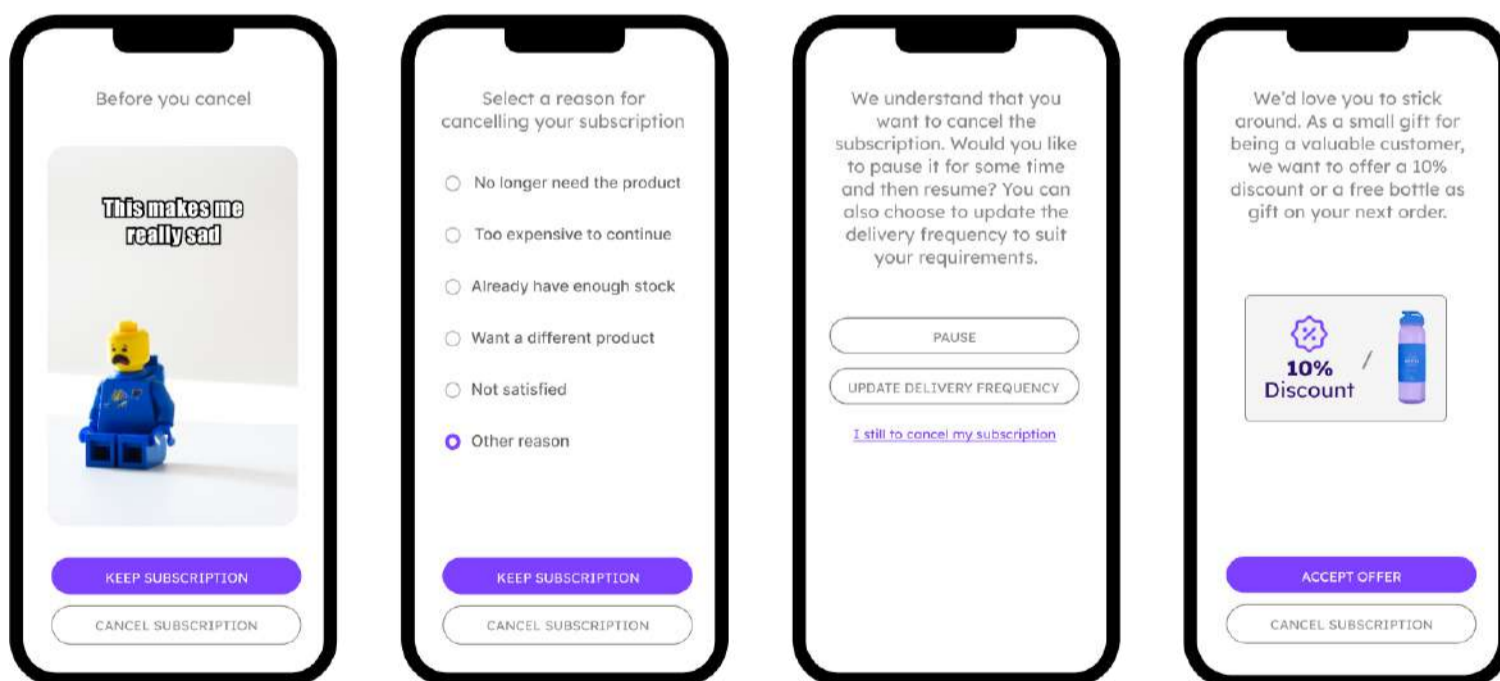 Before you cancel
This makes me
really sad
KEEP SUBSCRIPTION
CANCEL SUBSCRIPTION
Select a reason for
cancelling your subscription
No longer need the product
Too expensive to continue
Already have enough stock
Want a different product
Not satisfied
Other reason
KEEP SUBSCRIPTION
CANCEL SUBSCRIPTION
We understand that you
want to cancel the
subscription. Would you like
to pause it for some time
and then resume? You can
also choose to update the
delivery frequency to suit
your requirements.
PAUSE
UPDATE DELIVERY FREQUENCY
I still to cancel my subscription
We'd love you to stick
around. As a small gift for
being a valuable customer,
we want to offer a 10%
discount or a free bottle as
gift on your next order.
%
10%
Discount
/
ACCEPT OFFER
CANCEL SUBSCRIPTION